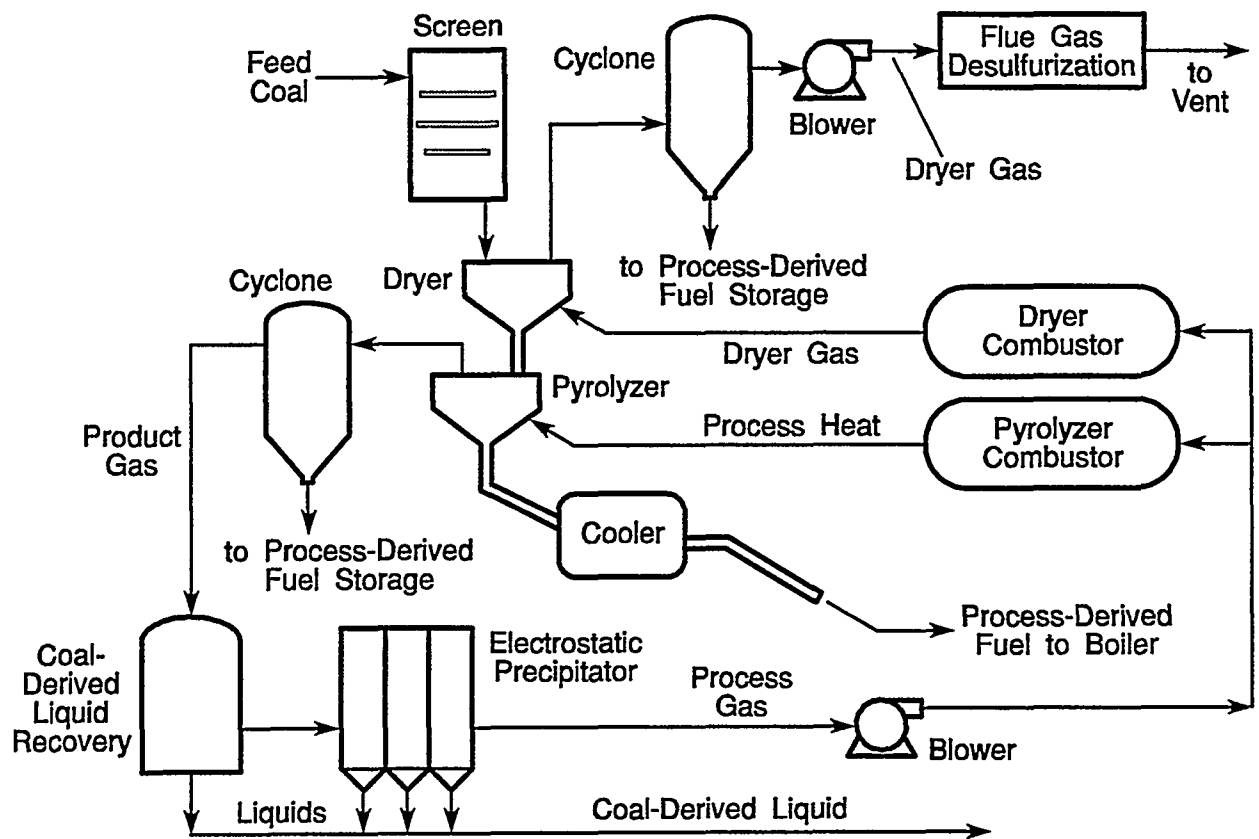 Screen
Feed
Coal
Cyclone
Blower
Flue Gas
Desulfurization
to
Vent
Dryer Gas
to Process-Derived
Fuel Storage
Dryer
Cyclone
Dryer
Combustor
Dryer Gas
Pyrolyzer
Process Heat
Pyrolyzer
Combustor
Product
Gas
Cooler
to Process-Derived
Fuel Storage
Process-Derived
Fuel to Boiler
Coal-
Derived
Liquid
Recovery
Electrostatic
Precipitator
Process
Gas
Blower
Liquids
Coal-Derived Liquid